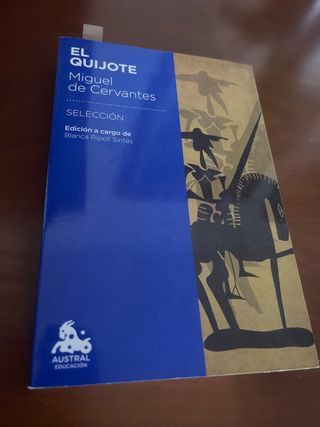 EL
QUIJOTE
Miguel
de Cervantes
SELECCIÓN
Edición a cargo de
Blanca Ripoll Sintes
AUSTRAL
EDUCACIÓN